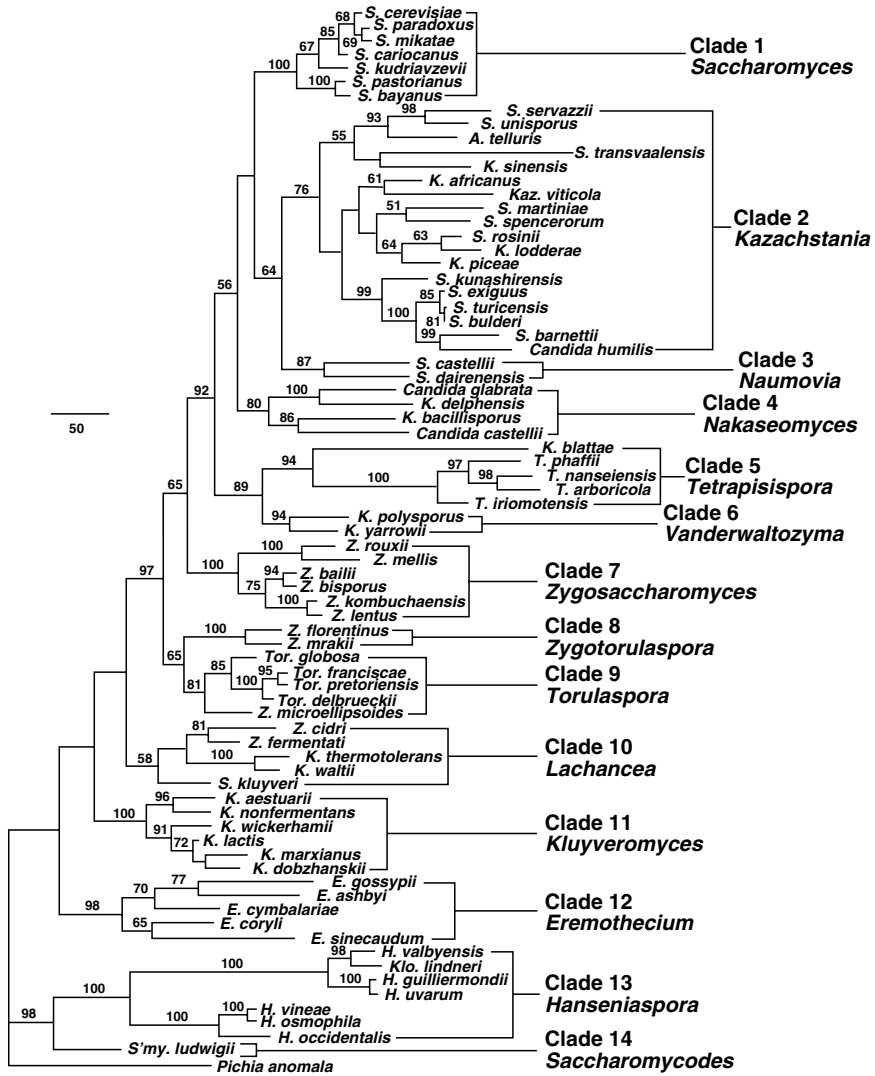 68 S. cerevisiae
85 S. paradoxus
67 69 S. mikatae
S. cariocanus
100 S. kudriavzevii
100 S. pastorianus
S. bayanus
Clade 1
Saccharomyces
98 S. servazzii
93 S. unisporus
A. telluris
55 S. transvaalensis
K. sinensis
61 K. africanus
76 Kaz. viticola
51 S. martiniae
S. spencerorum
63 S. rosinii
64 K. lodderae
K. piceae
64 S. kunashirensis
99 85 S. exiguus
100 S. turicensis
81 S. bulderi
99 S. barnettii
Candida humilis
Clade 2
Kazachstania
56
87 S. castellii
S. dairenensis
Clade 3
Naumovia
92
100 Candida glabrata
80 K. delphensis
86 K. bacillisporus
Candida castellii
Clade 4
Nakaseomyces
50
94 K. blattae
97 T. phaffii
100 98 T. nanseiensis
89 T. arboricola
T. iriomotensis
Clade 5
Tetrapisispora
65
94 K. polysporus
K. yarrowii
Clade 6
Vanderwaltozyma
100 Z. rouxii
100 Z. mellis
94 Z. bailii
75 Z. bisporus
100 Z. kombuchaensis
Z. lentus
Clade 7
Zygosaccharomyces
97
100 Z. florentinus
Z. mrakii
Clade 8
Zygotorulaspora
65
85 Tor. globosa
95 Tor. franciscae
81 100 Tor. pretoriensis
Tor. delbrueckii
Z. microellipsoides
Clade 9
Torulaspora
81 Z. cidri
Z. fermentati
58 100 K. thermotolerans
K. waltii
S. kluyveri
Clade 10
Lachancea
96 K. aestuarii
100 K. nonfermentans
91 K. wickerhamii
72 K. lactis
K. marxianus
K. dobzhanskii
Clade 11
Kluyveromyces
77 E. gossypii
70 E. ashbyi
98 E. cymbalariae
65 E. coryli
E. sinecaudum
Clade 12
Eremothecium
98 H. valbyensis
100 Klo. lindneri
100 H. guilliermondii
H. uvarum
100
100 H. vineae
100 H. osmophila
H. occidentalis
Clade 13
Hanseniaspora
98
S'my. ludwigii
Clade 14
Saccharomycodes
Pichia anomala